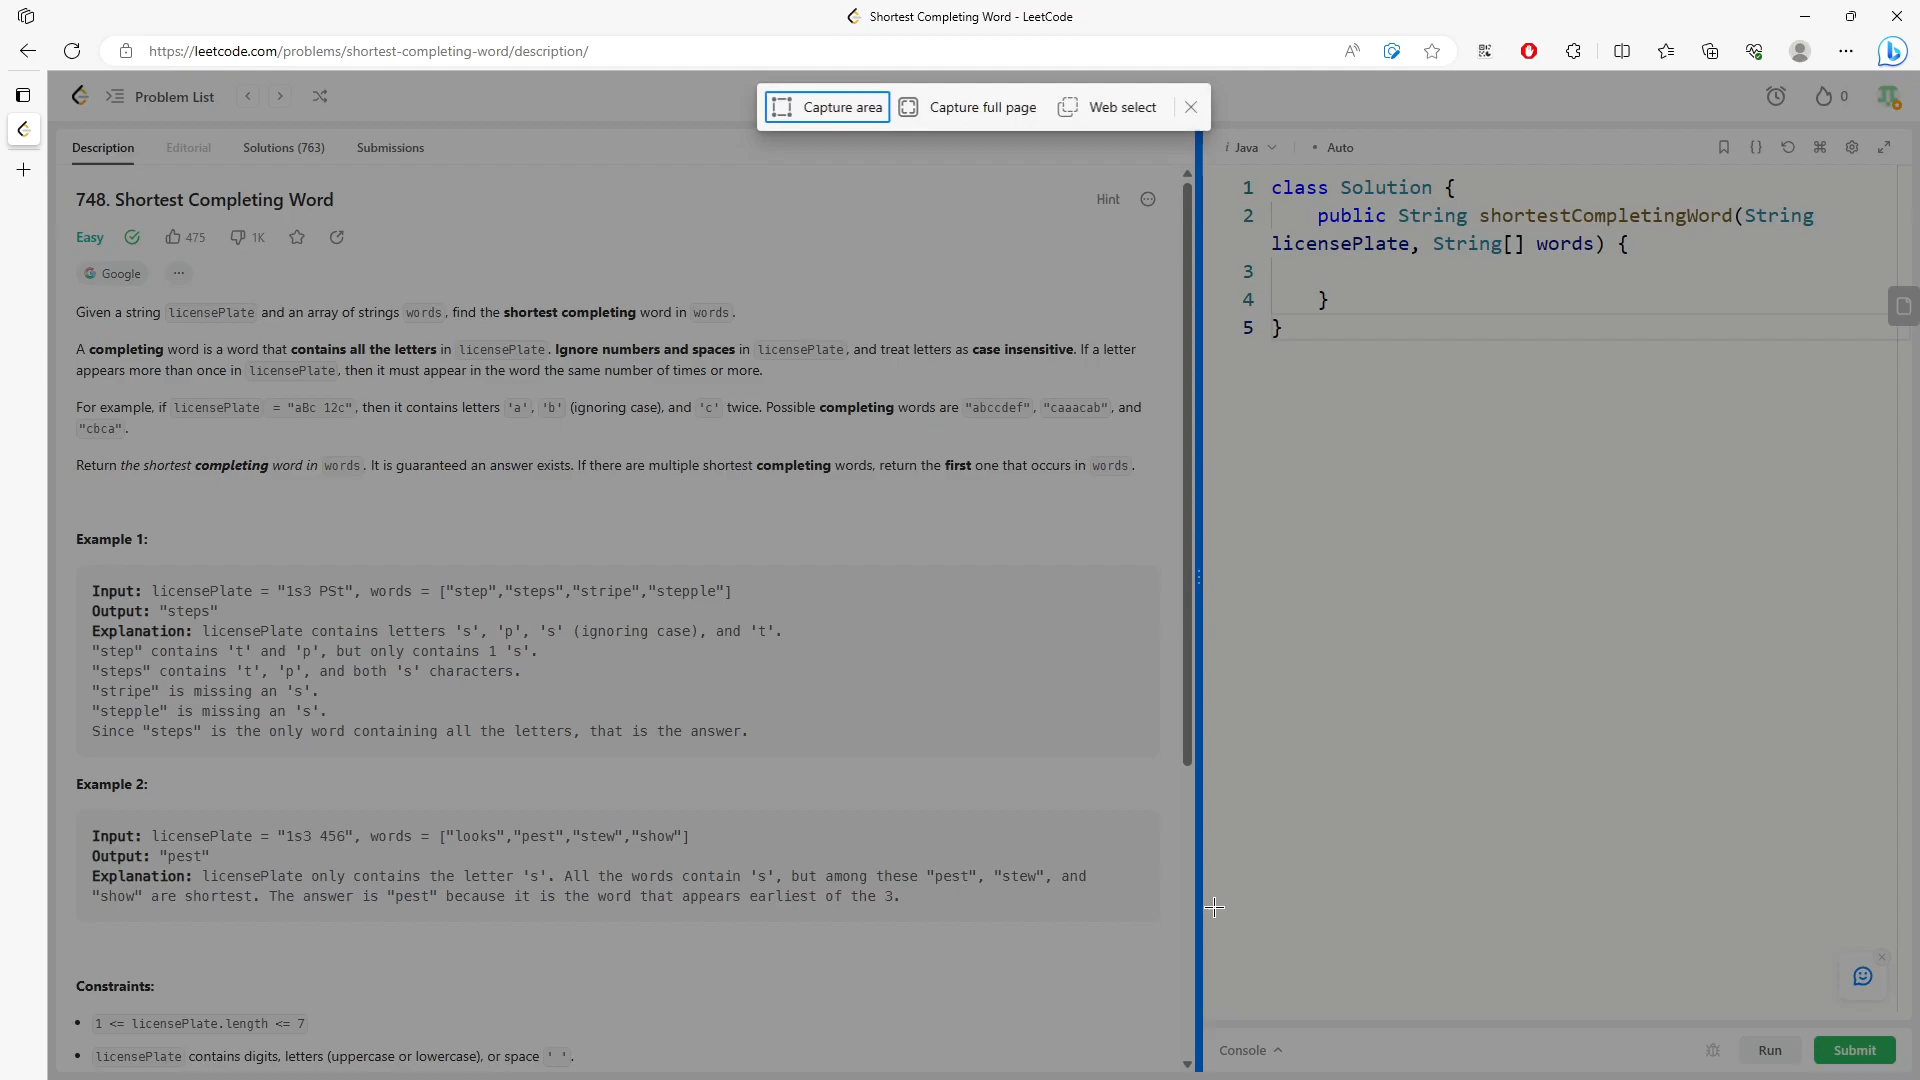 Shortest Completing Word - LeetCode
https://leetcode.com/problems/shortest-completing-word/description/
Problem List
0
Capture area
Capture full page
Web select
Description
Editorial
Solutions (763)
Submissions
748. Shortest Completing Word
Hint
Easy
475
1K
Google
Given a string licensePlate and an array of strings words, find the shortest completing word in words.
A completing word is a word that contains all the letters in licensePlate. Ignore numbers and spaces in licensePlate, and treat letters as case insensitive. If a letter
appears more than once in licensePlate, then it must appear in the word the same number of times or more.
For example, if licensePlate = "aBc 12c", then it contains letters 'a', 'b' (ignoring case), and 'c' twice. Possible completing words are "abccdef", "caaacab", and
"cbca".
Return the shortest completing word in words. It is guaranteed an answer exists. If there are multiple shortest completing words, return the first one that occurs in words.
Example 1:
Input: licensePlate = "1s3 PSt", words = ["step","steps","stripe","stepple"]
Output: "steps"
Explanation: licensePlate contains letters 's', 'p', 's' (ignoring case), and 't'.
"step" contains 't' and 'p', but only contains 1 's'.
"steps" contains 't', 'p', and both 's' characters.
"stripe" is missing an 's'.
"stepple" is missing an 's'.
Since "steps" is the only word containing all the letters, that is the answer.
Example 2:
Input: licensePlate = "1s3 456", words = ["looks","pest","stew","show"]
Output: "pest"
Explanation: licensePlate only contains the letter 's'. All the words contain 's', but among these "pest", "stew", and
"show" are shortest. The answer is "pest" because it is the word that appears earliest of the 3.
Constraints:
• 1 <= licensePlate.length <= 7
• licensePlate contains digits, letters (uppercase or lowercase), or space ' '.
i Java
• Auto
1 class Solution {
2 public String shortestCompletingWord(String
licensePlate, String[] words) {
3
4 }
5 }
Console
Run
Submit